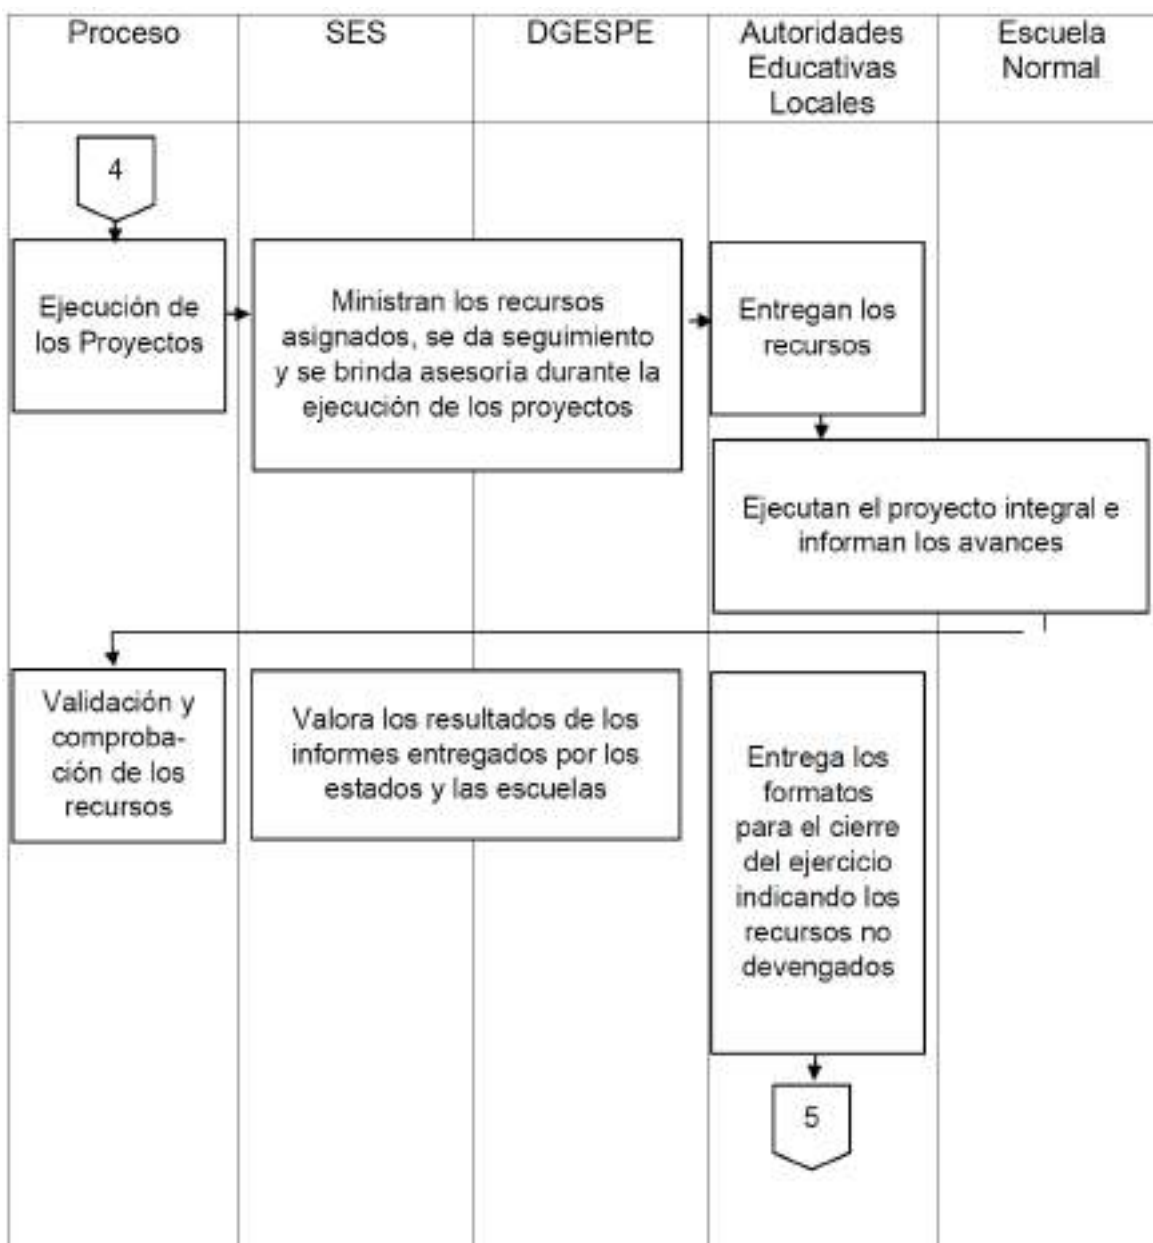 Proceso
SES
DGESPE
Autoridades
Educativas
Locales
Escuela
Normal
4
Ejecución de
los Proyectos
Ministran los recursos
asignados, se da seguimiento
y se brinda asesoría durante la
ejecución de los proyectos
Entregan los
recursos
Ejecutan el proyecto integral e
informan los avances
Validación y
comproba-
ción de los
recursos
Valora los resultados de los
informes entregados por los
estados y las escuelas
Entrega los
formatos
para el cierre
del ejercicio
indicando los
recursos no
devengados
5